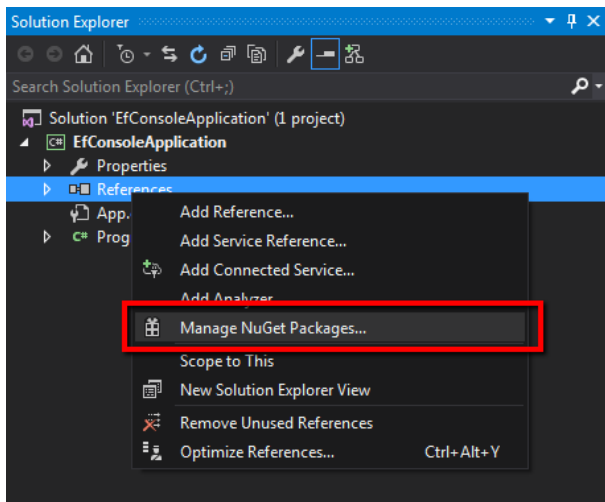 Solution Explorer
Search Solution Explorer (Ctrl+;)
Solution 'EfConsoleApplication' (1 project)
C# EfConsoleApplication
Properties
References
App.
C# Prog
Add Reference...
Add Service Reference...
Add Connected Service...
Add Analyzer
Manage NuGet Packages...
Scope to This
New Solution Explorer View
Remove Unused References
Optimize References... Ctrl+Alt+Y